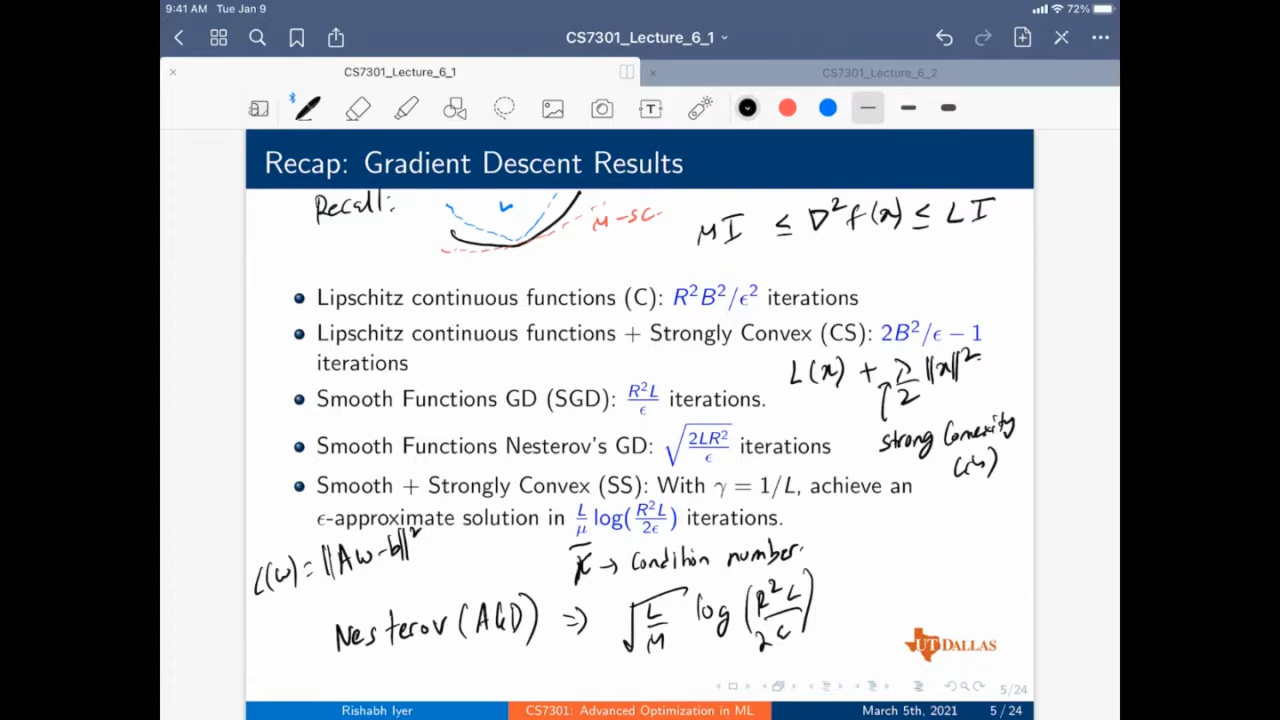 9:41 AM Tue Jan 9
72%
CS7301_Lecture_6_1
CS7301_Lecture_6_1
CS7301_Lecture_6_2
Recap: Gradient Descent Results
Recall:
μ-SC
μI ≤ ∇²f(x) ≤ LI
Lipschitz continuous functions (C): R²B²/ϵ² iterations
Lipschitz continuous functions + Strongly Convex (CS): 2B²/ϵ − 1
iterations
L(x) + λ/2 ||x||²
Smooth Functions GD (SGD): R²L/ϵ iterations.
strong Convexity
Smooth Functions Nesterov's GD: √(2LR²/ϵ) iterations
Smooth + Strongly Convex (SS): With γ = 1/L, achieve an
ϵ-approximate solution in L/μ log(R²L/2ϵ) iterations.
L(w) = ||Aw-b||²
κ → Condition number.
Nesterov (AGD) ⇒ √(L/μ) log (R²L/2ϵ)
UT DALLAS
5/24
Rishabh Iyer
CS7301: Advanced Optimization in ML
March 5th, 2021
5 / 24